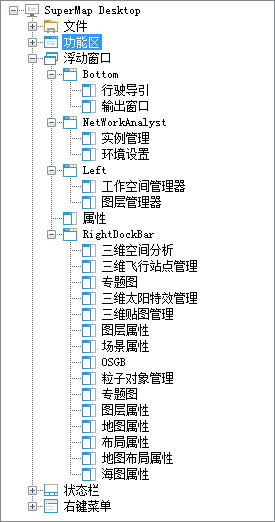 SuperMap Desktop
文件
功能区
浮动窗口
Bottom
行驶导引
输出窗口
NetWorkAnalyst
实例管理
环境设置
Left
工作空间管理器
图层管理器
属性
RightDockBar
三维空间分析
三维飞行站点管理
专题图
三维太阳特效管理
三维贴图管理
图层属性
场景属性
OSGB
粒子对象管理
专题图
图层属性
地图属性
布局属性
地图布局属性
海图属性
状态栏
右键菜单